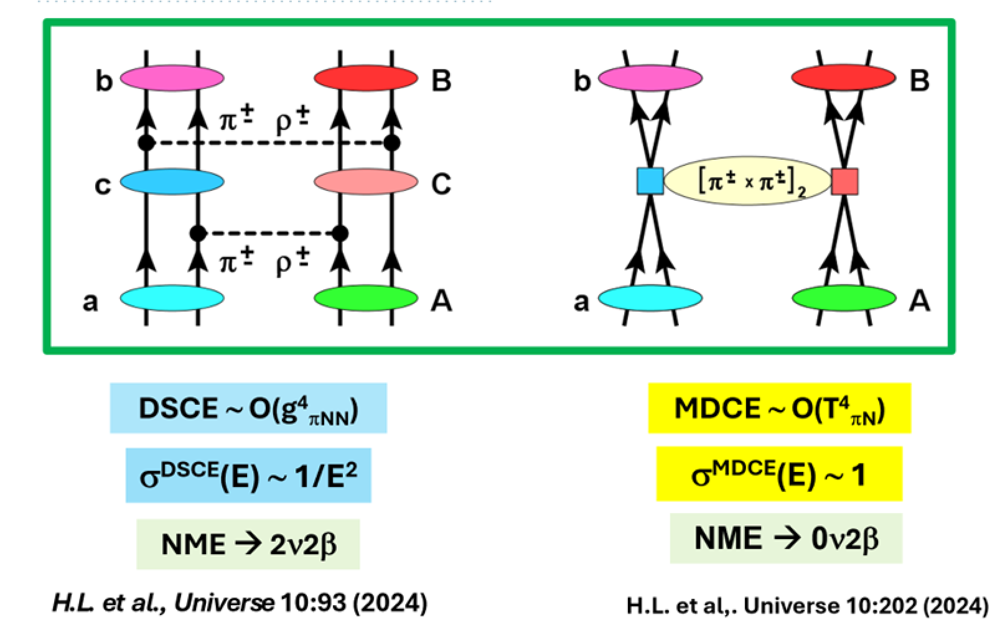 b B b B
π± ρ±
c C [π± x π±]₂
π± ρ±
a A a A
DSCE ~ O(g⁴πNN)
MDCE ~ O(T⁴πN)
σDSCE(E) ~ 1/E²
σMDCE(E) ~ 1
NME → 2ν2β
NME → 0ν2β
H.L. et al., Universe 10:93 (2024)
H.L. et al,. Universe 10:202 (2024)